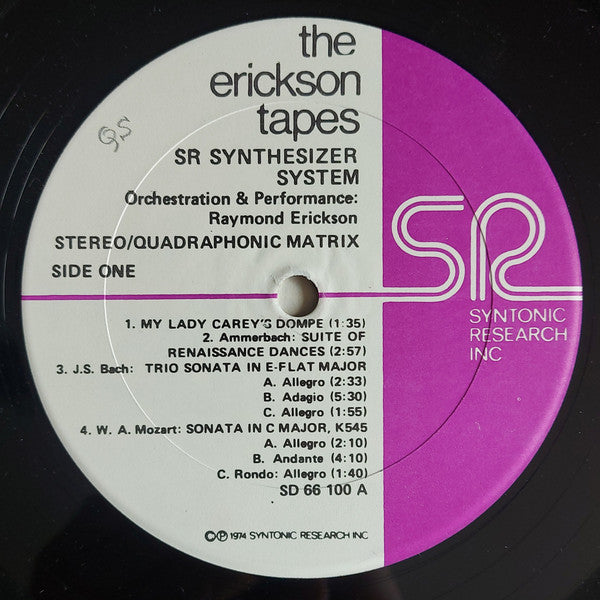 the
erickson
tapes
QS
SR SYNTHESIZER
SYSTEM
Orchestration & Performance:
Raymond Erickson
STEREO/QUADRAPHONIC MATRIX
SIDE ONE
SR
SYNTONIC
RESEARCH
INC
1. MY LADY CAREY'S DOMPE (1:35)
2. Ammerbach: SUITE OF
RENAISSANCE DANCES (2:57)
3. J.S. Bach: TRIO SONATA IN E-FLAT MAJOR
A. Allegro (2:33)
B. Adagio (5:30)
C. Allegro (1:55)
4. W. A. Mozart: SONATA IN C MAJOR, K545
A. Allegro (2:10)
B. Andante (4:10)
C. Rondo: Allegro (1:40)
SD 66 100 A
©℗ 1974 SYNTONIC RESEARCH INC